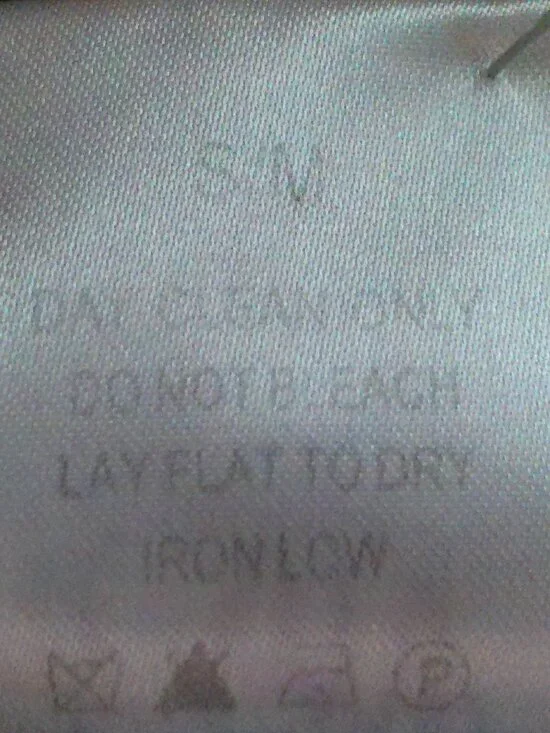 S/M
DRY CLEAN ONLY
DO NOT BLEACH
LAY FLAT TO DRY
IRON LOW
P